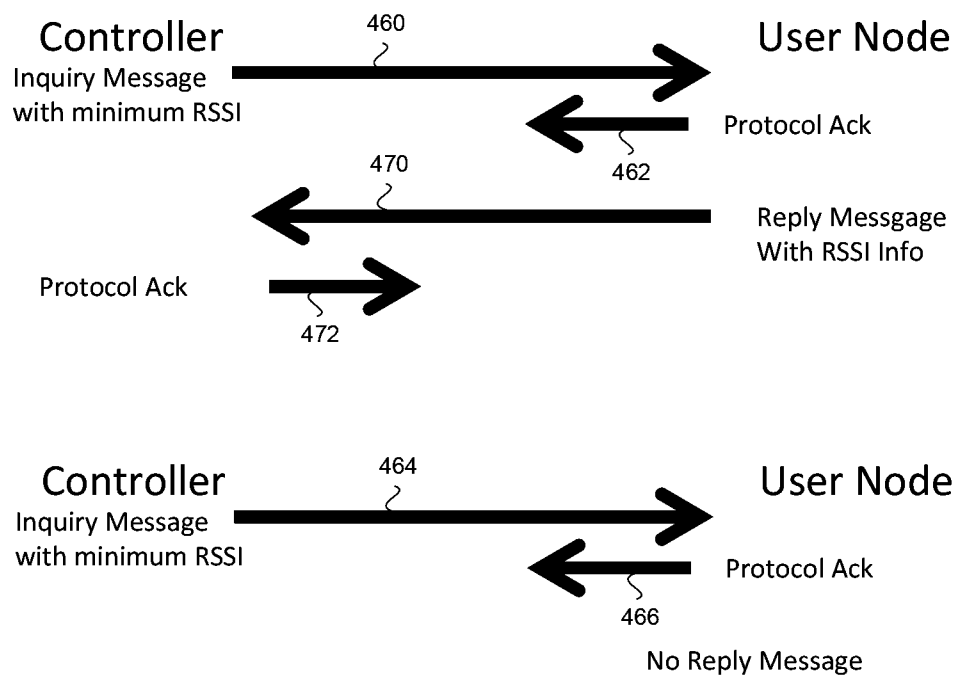 460
Controller
User Node
Inquiry Message
with minimum RSSI
Protocol Ack
462
470
Reply Messgage
With RSSI Info
Protocol Ack
472
464
Controller
User Node
Inquiry Message
with minimum RSSI
Protocol Ack
466
No Reply Message